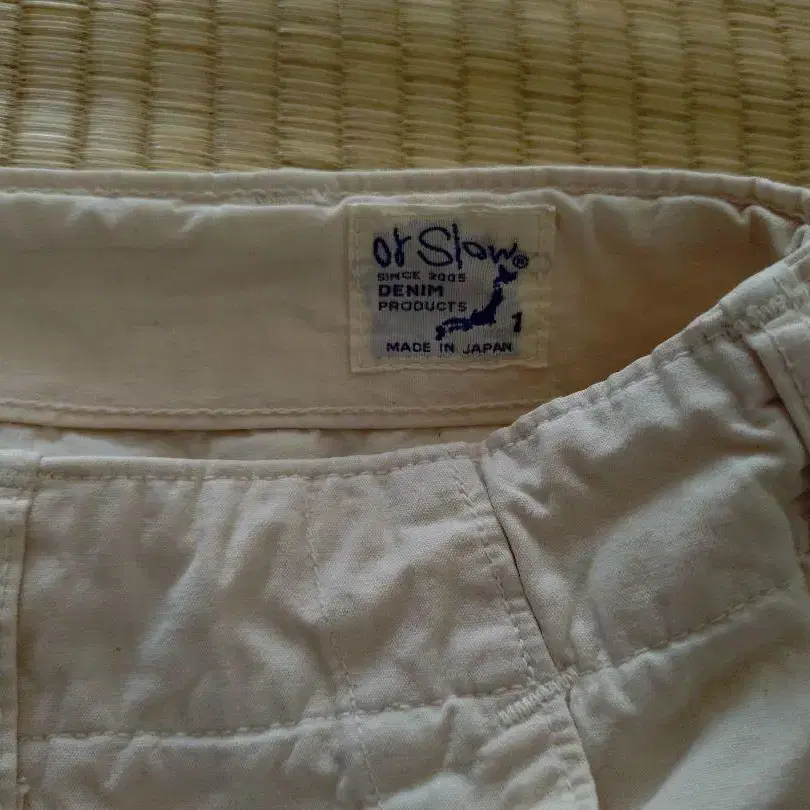 or Slow®
SINCE 2005
DENIM
PRODUCTS
1
MADE IN JAPAN